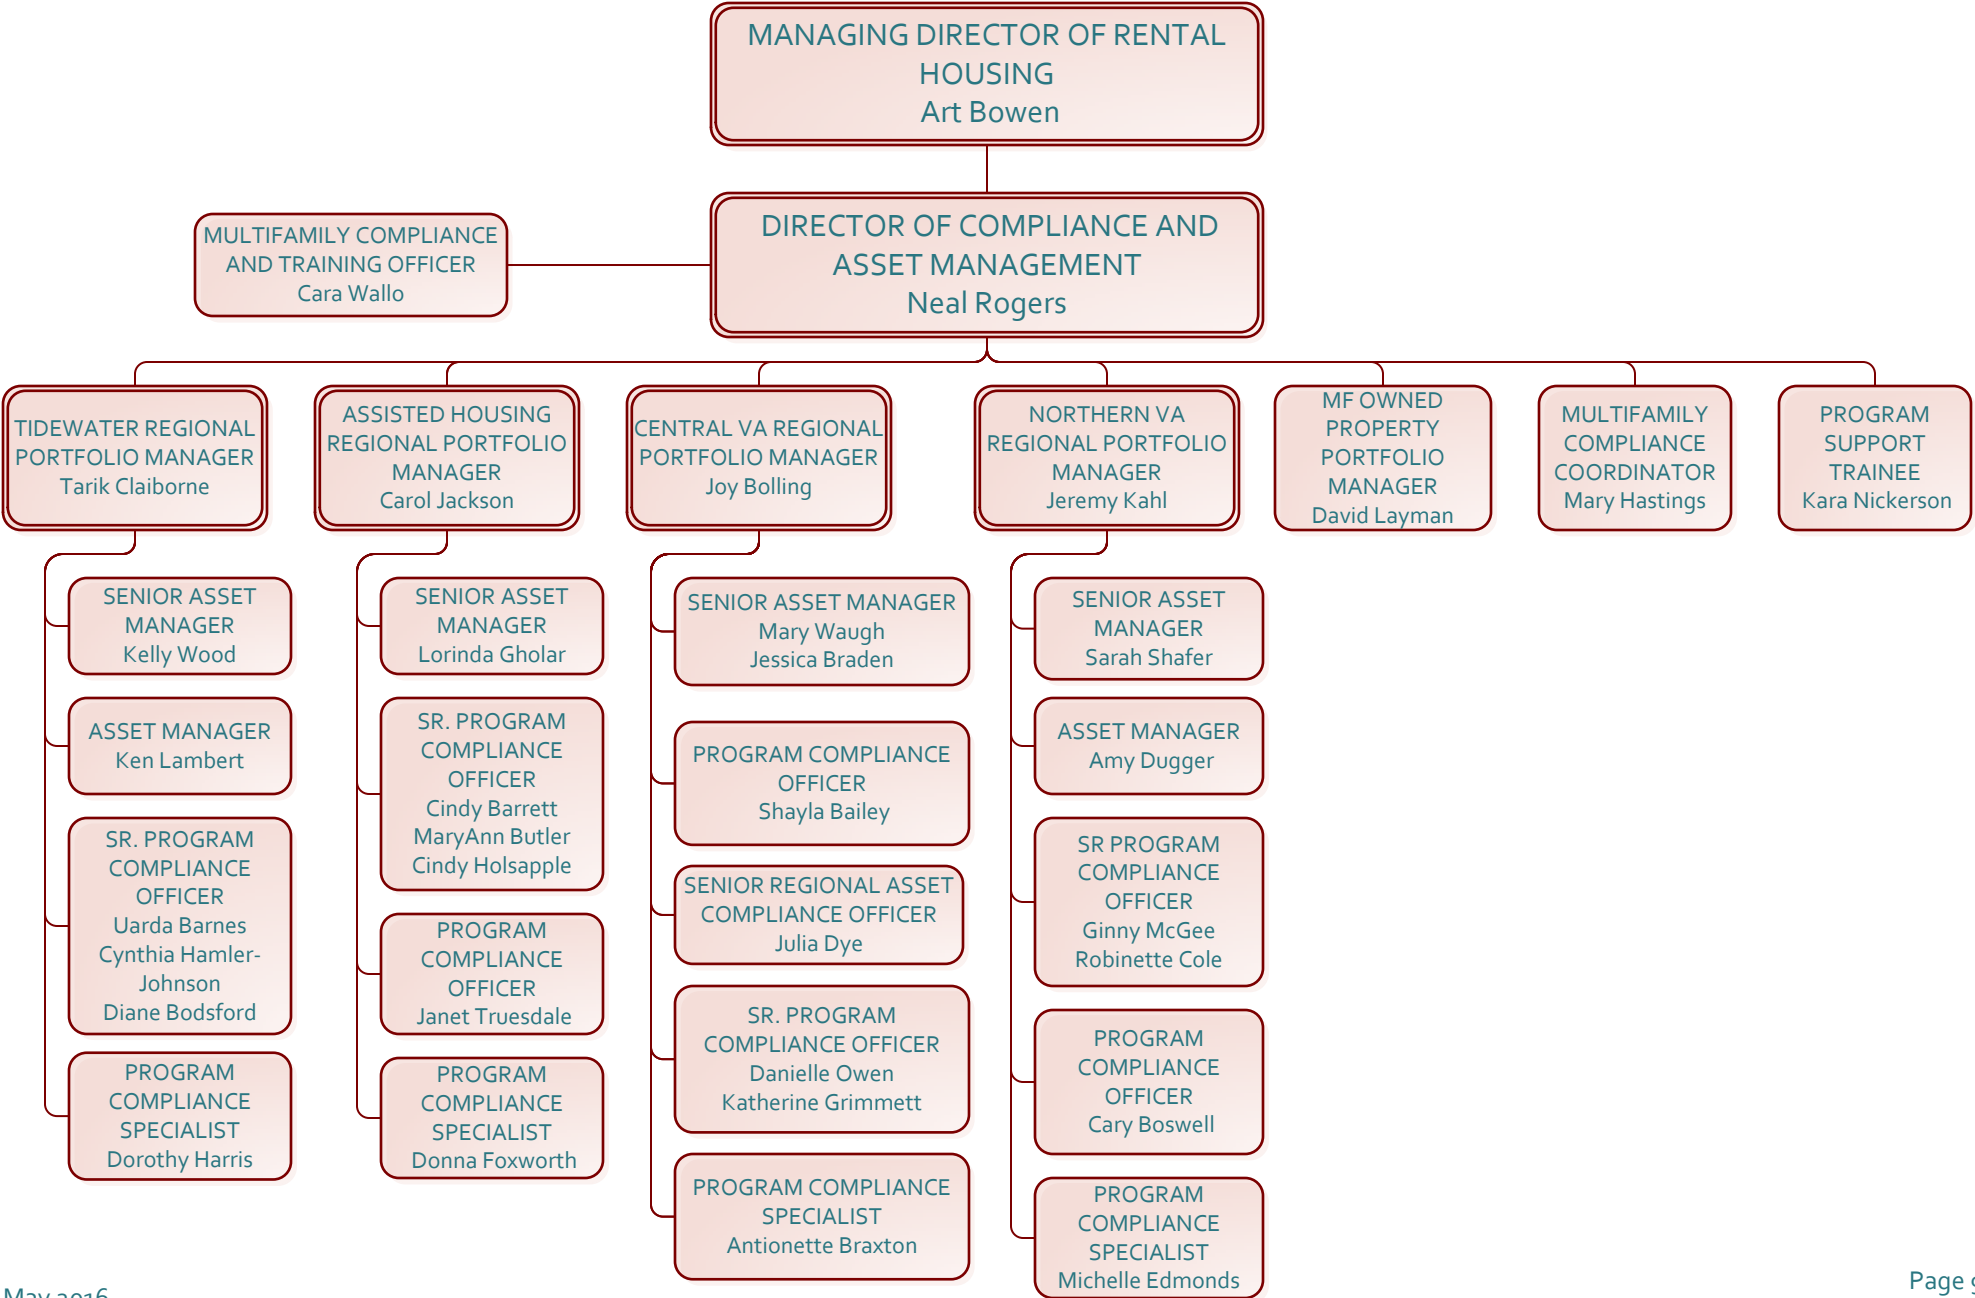 MANAGING DIRECTOR OF RENTAL
HOUSING
Art Bowen
MULTIFAMILY COMPLIANCE
AND TRAINING OFFICER
Cara Wallo
DIRECTOR OF COMPLIANCE AND
ASSET MANAGEMENT
Neal Rogers
TIDEWATER REGIONAL
PORTFOLIO MANAGER
Tarik Claiborne
ASSISTED HOUSING
REGIONAL PORTFOLIO
MANAGER
Carol Jackson
CENTRAL VA REGIONAL
PORTFOLIO MANAGER
Joy Bolling
NORTHERN VA
REGIONAL PORTFOLIO
MANAGER
Jeremy Kahl
MF OWNED
PROPERTY
PORTFOLIO
MANAGER
David Layman
MULTIFAMILY
COMPLIANCE
COORDINATOR
Mary Hastings
PROGRAM
SUPPORT
TRAINEE
Kara Nickerson
SENIOR ASSET
MANAGER
Kelly Wood
ASSET MANAGER
Ken Lambert
SR. PROGRAM
COMPLIANCE
OFFICER
Uarda Barnes
Cynthia Hamler-
Johnson
Diane Bodsford
PROGRAM
COMPLIANCE
SPECIALIST
Dorothy Harris
SENIOR ASSET
MANAGER
Lorinda Gholar
SR. PROGRAM
COMPLIANCE
OFFICER
Cindy Barrett
MaryAnn Butler
Cindy Holsapple
PROGRAM
COMPLIANCE
OFFICER
Janet Truesdale
PROGRAM
COMPLIANCE
SPECIALIST
Donna Foxworth
SENIOR ASSET MANAGER
Mary Waugh
Jessica Braden
PROGRAM COMPLIANCE
OFFICER
Shayla Bailey
SENIOR REGIONAL ASSET
COMPLIANCE OFFICER
Julia Dye
SR. PROGRAM
COMPLIANCE OFFICER
Danielle Owen
Katherine Grimmett
PROGRAM COMPLIANCE
SPECIALIST
Antionette Braxton
SENIOR ASSET
MANAGER
Sarah Shafer
ASSET MANAGER
Amy Dugger
SR PROGRAM
COMPLIANCE
OFFICER
Ginny McGee
Robinette Cole
PROGRAM
COMPLIANCE
OFFICER
Cary Boswell
PROGRAM
COMPLIANCE
SPECIALIST
Michelle Edmonds
May 2016
Page